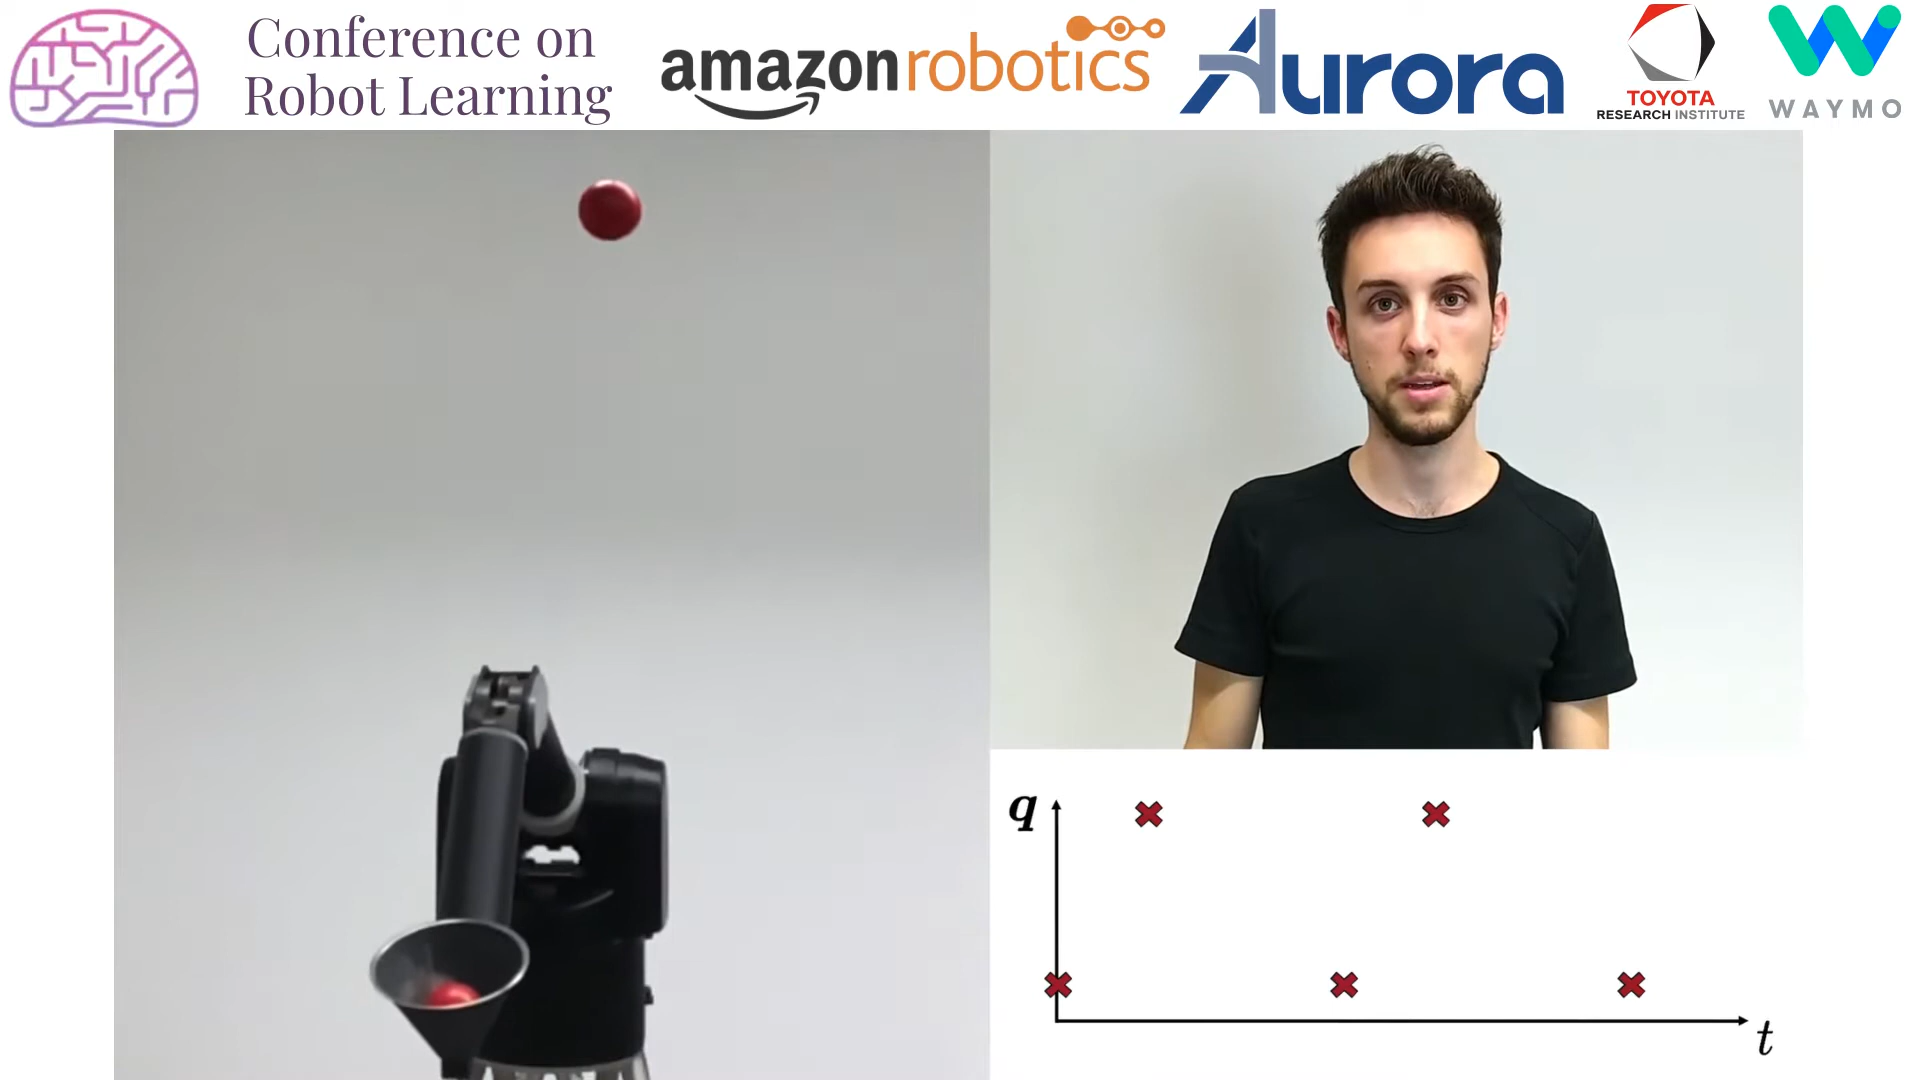 Conference on
Robot Learning
amazon robotics
Aurora
TOYOTA
RESEARCH INSTITUTE
WAYMO
q
t